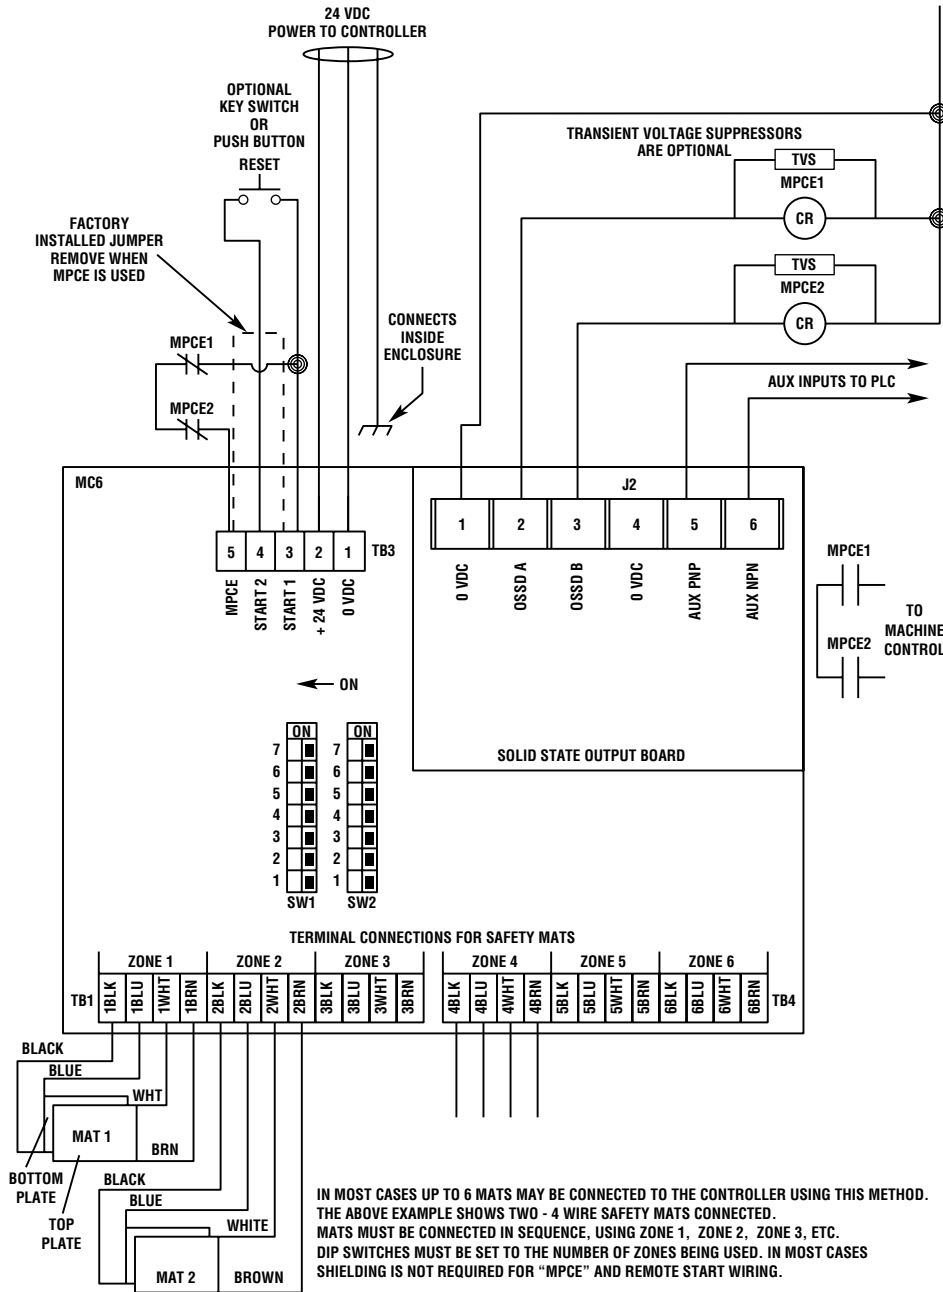 24 VDC
POWER TO CONTROLLER
OPTIONAL
KEY SWITCH
OR
PUSH BUTTON
RESET
TRANSIENT VOLTAGE SUPPRESSORS
ARE OPTIONAL
TVS
MPCE1
CR
TVS
MPCE2
CR
FACTORY
INSTALLED JUMPER
REMOVE WHEN
MPCE IS USED
CONNECTS
INSIDE
ENCLOSURE
MPCE1
MPCE2
AUX INPUTS TO PLC
MC6
J2
5 4 3 2 1 TB3
MPCE
START 2
START 1
+ 24 VDC
0 VDC
1 2 3 4 5 6
0 VDC
OSSD A
OSSD B
0 VDC
AUX PNP
AUX NPN
MPCE1
MPCE2
TO
MACHINE
CONTROL
ON
SOLID STATE OUTPUT BOARD
ON
7
6
5
4
3
2
1
SW1
ON
7
6
5
4
3
2
1
SW2
TERMINAL CONNECTIONS FOR SAFETY MATS
ZONE 1 ZONE 2 ZONE 3 ZONE 4 ZONE 5 ZONE 6
TB1
1BLK
1BLU
1WHT
1BRN
2BLK
2BLU
2WHT
2BRN
3BLK
3BLU
3WHT
3BRN
4BLK
4BLU
4WHT
4BRN
5BLK
5BLU
5WHT
5BRN
6BLK
6BLU
6WHT
6BRN
TB4
BLACK
BLUE
WHT
MAT 1
BRN
BOTTOM
PLATE
TOP
PLATE
BLACK
BLUE
WHITE
MAT 2
BROWN
IN MOST CASES UP TO 6 MATS MAY BE CONNECTED TO THE CONTROLLER USING THIS METHOD.
THE ABOVE EXAMPLE SHOWS TWO - 4 WIRE SAFETY MATS CONNECTED.
MATS MUST BE CONNECTED IN SEQUENCE, USING ZONE 1, ZONE 2, ZONE 3, ETC.
DIP SWITCHES MUST BE SET TO THE NUMBER OF ZONES BEING USED. IN MOST CASES
SHIELDING IS NOT REQUIRED FOR “MPCE” AND REMOTE START WIRING.